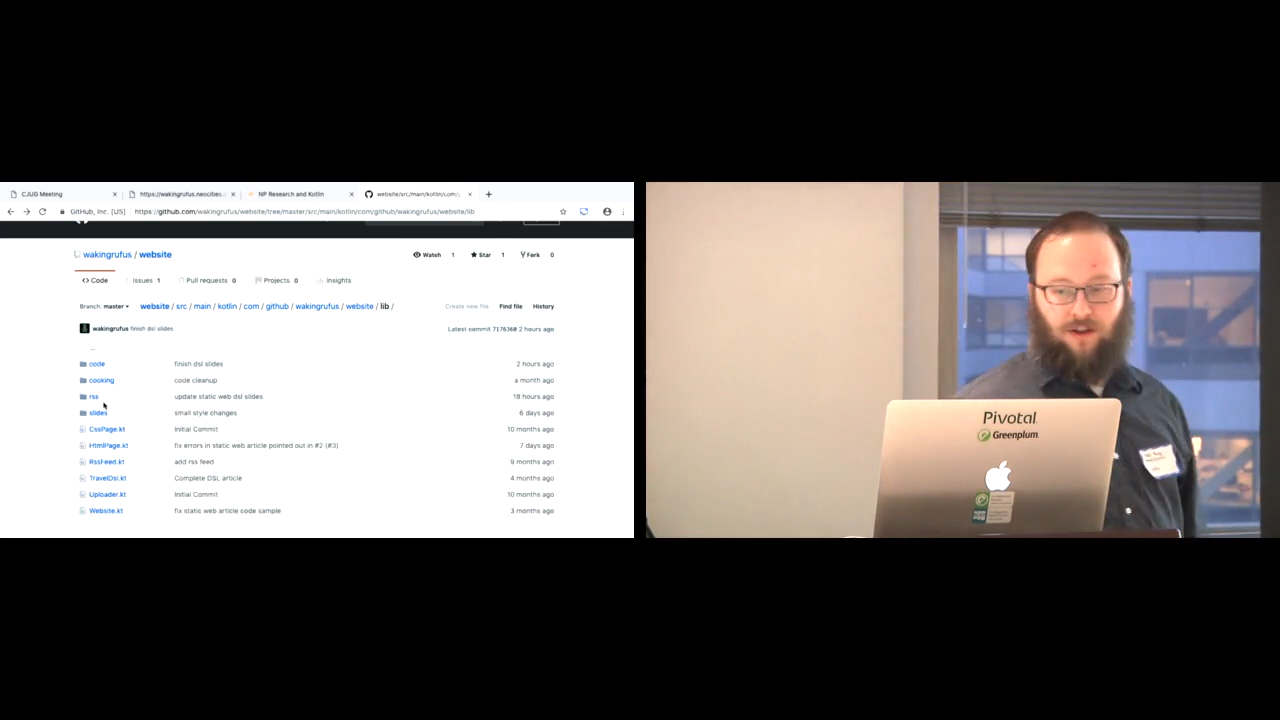 CJUG Meeting
https://wakingrufus.neocities.
NP Research and Kotlin
website/src/main/kotlin/com/
GitHub, Inc. [US]
https://github.com/wakingrufus/website/tree/master/src/main/kotlin/com/github/wakingrufus/website/lib
wakingrufus / website
Watch 1 Star 1 Fork 0
Code Issues 1 Pull requests 0 Projects 0 Insights
Branch: master website / src / main / kotlin / com / github / wakingrufus / website / lib /
Create new file Find file History
wakingrufus finish dsl slides Latest commit 7176360 2 hours ago
..
code finish dsl slides 2 hours ago
cooking code cleanup a month ago
rss update static web dsl slides 19 hours ago
slides small style changes 6 days ago
CssPage.kt Initial Commit 10 months ago
HtmlPage.kt fix errors in static web article pointed out in #2 (#3) 7 days ago
RssFeed.kt add rss feed 9 months ago
TravelDsl.kt Complete DSL article 4 months ago
Uploader.kt Initial Commit 10 months ago
Website.kt fix static web article code sample 3 months ago
Pivotal
Greenplum